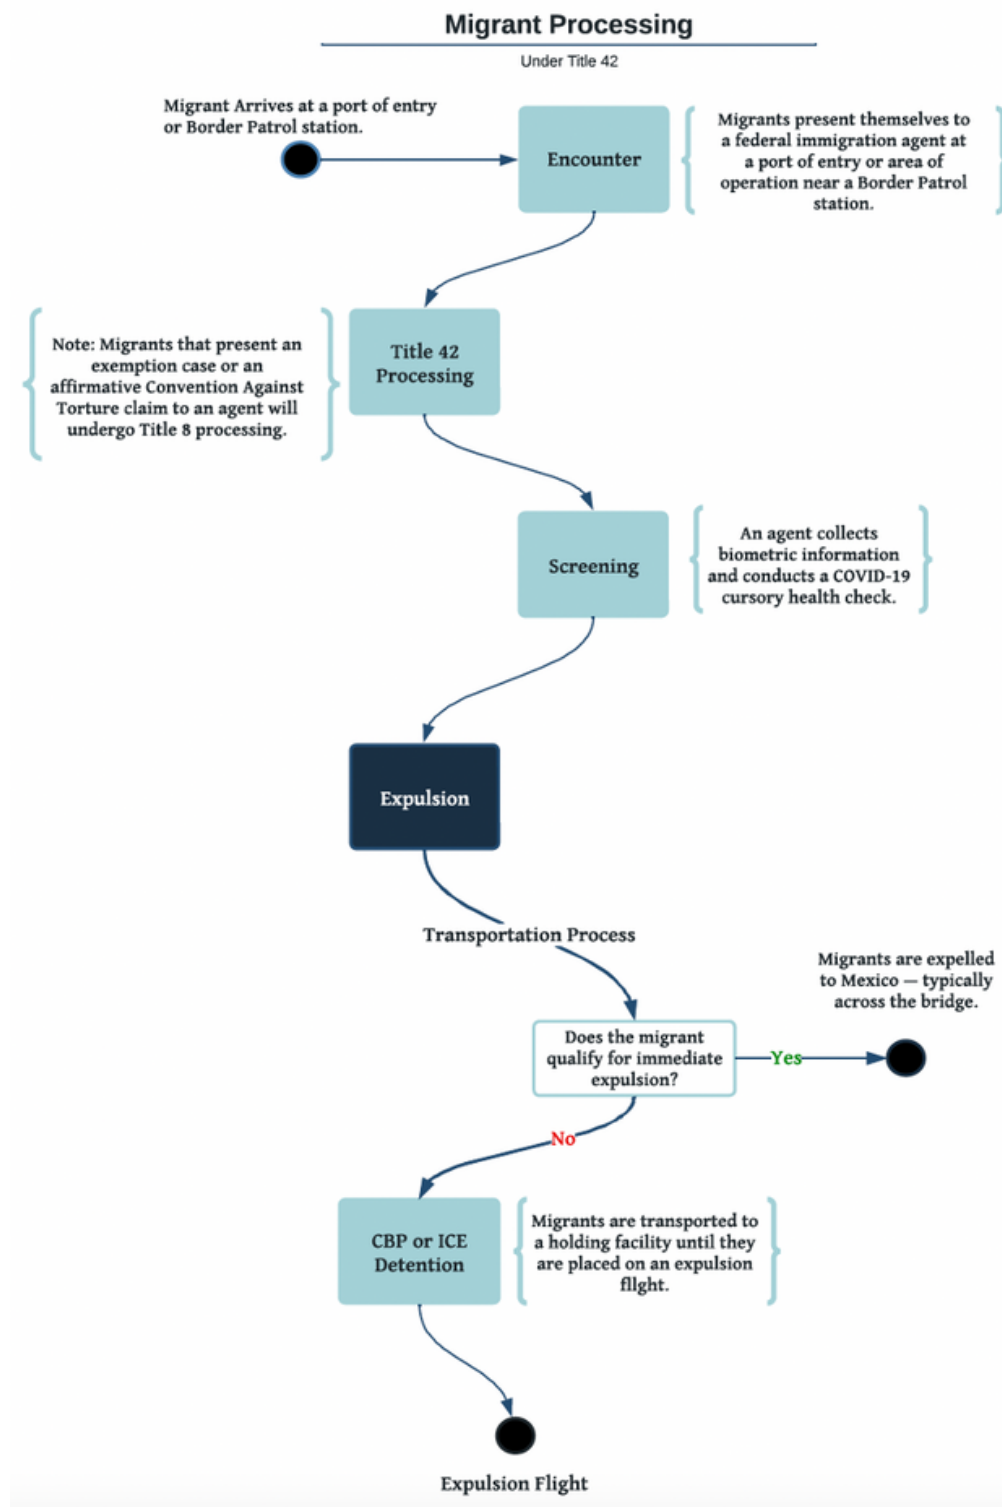 Migrant Processing
Under Title 42
Migrant Arrives at a port of entry
or Border Patrol station.
Encounter
Migrants present themselves to
a federal immigration agent at
a port of entry or area of
operation near a Border Patrol
station.
Note: Migrants that present an
exemption case or an
affirmative Convention Against
Torture claim to an agent will
undergo Title 8 processing.
Title 42
Processing
Screening
An agent collects
biometric information
and conducts a COVID-19
cursory health check.
Expulsion
Transportation Process
Does the migrant
qualify for immediate
expulsion?
Yes
Migrants are expelled
to Mexico — typically
across the bridge.
No
CBP or ICE
Detention
Migrants are transported to
a holding facility until they
are placed on an expulsion
fllght.
Expulsion Flight